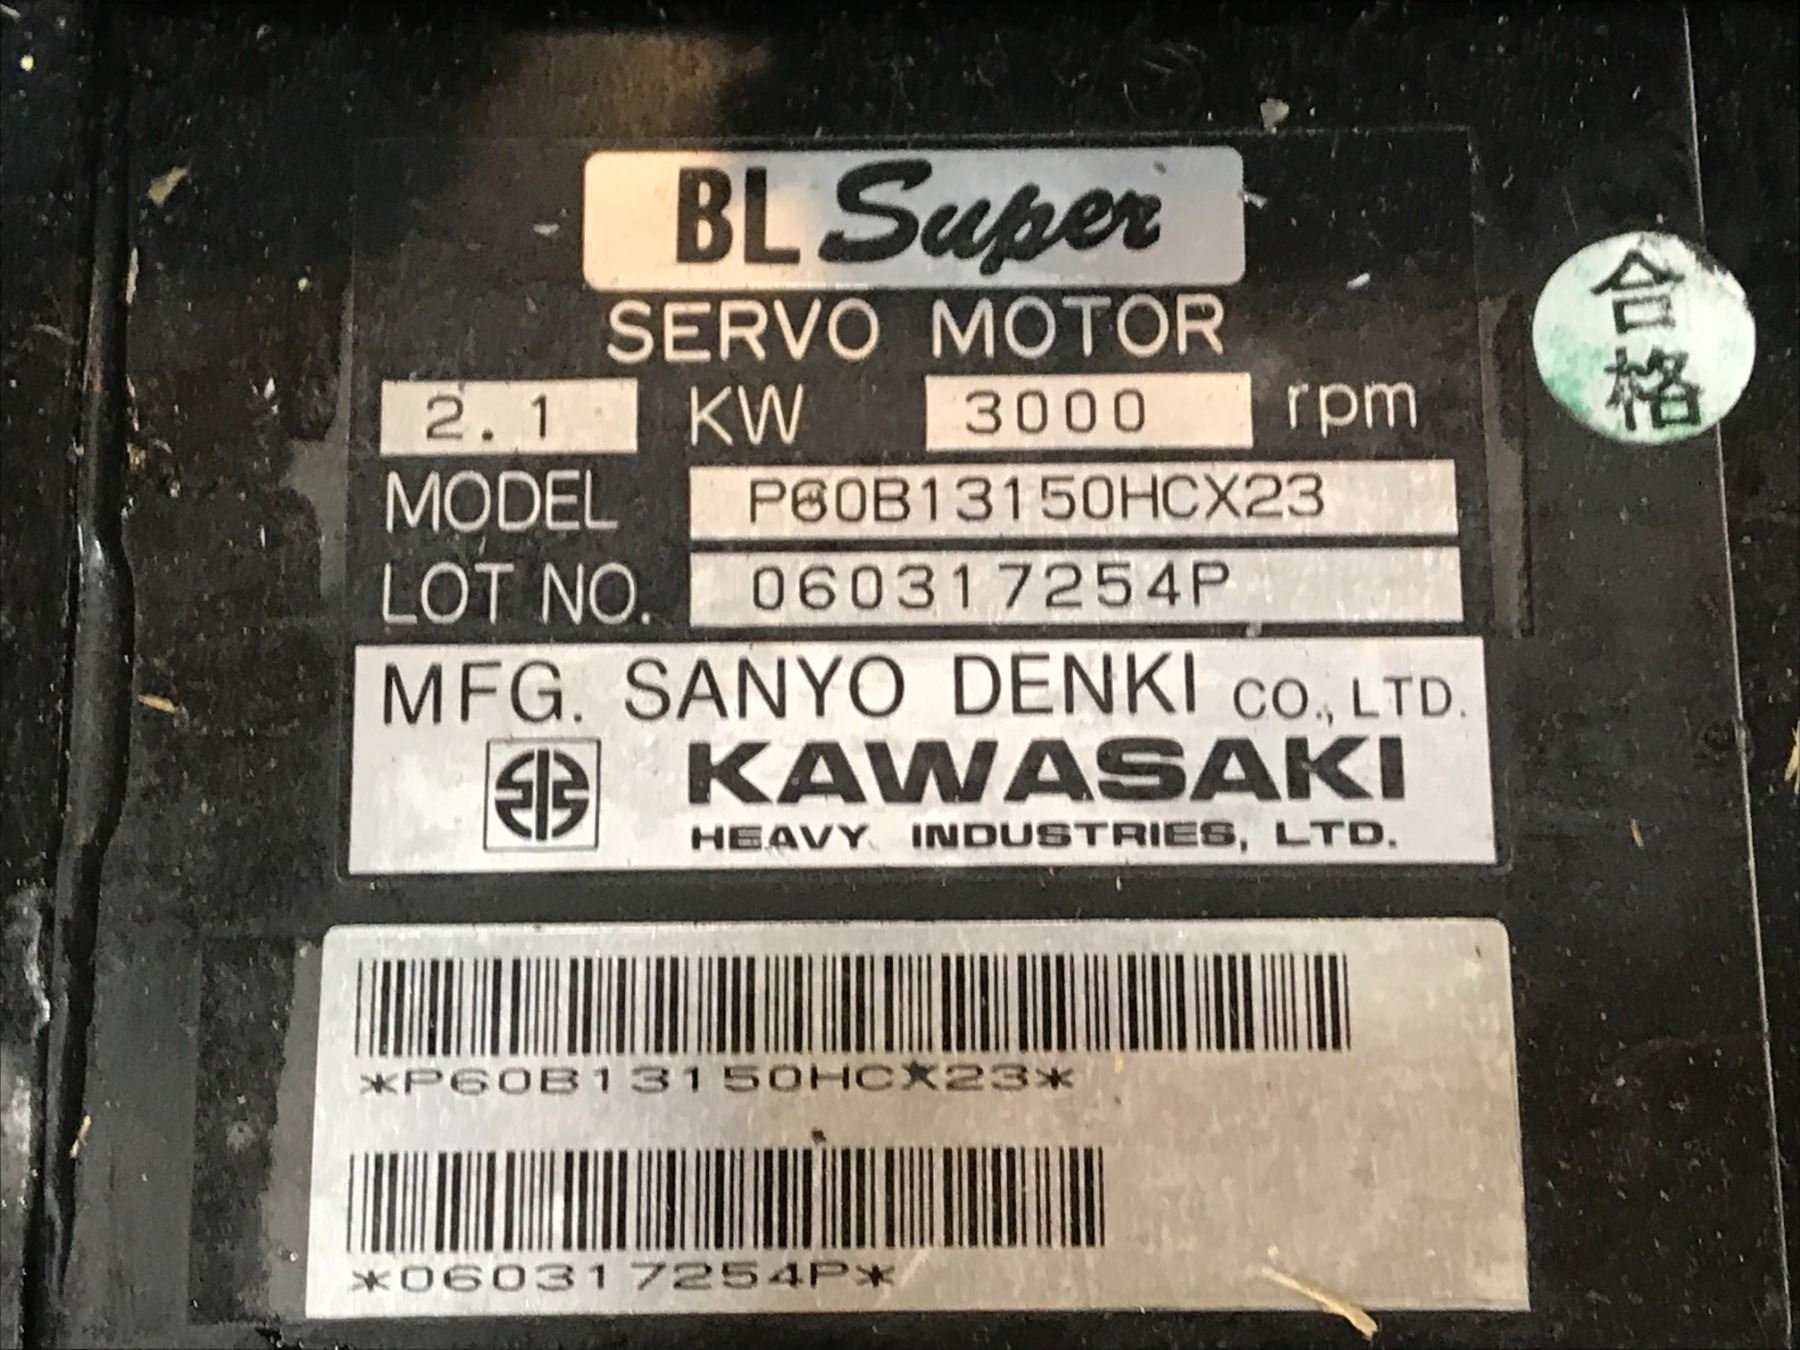 BL Super
SERVO MOTOR
2.1 KW 3000 rpm
MODEL P60B13150HCX23
LOT NO. 060317254P
MFG. SANYO DENKI CO., LTD.
KAWASAKI
HEAVY INDUSTRIES, LTD.
*P60B13150HCX23*
*060317254P*
合格